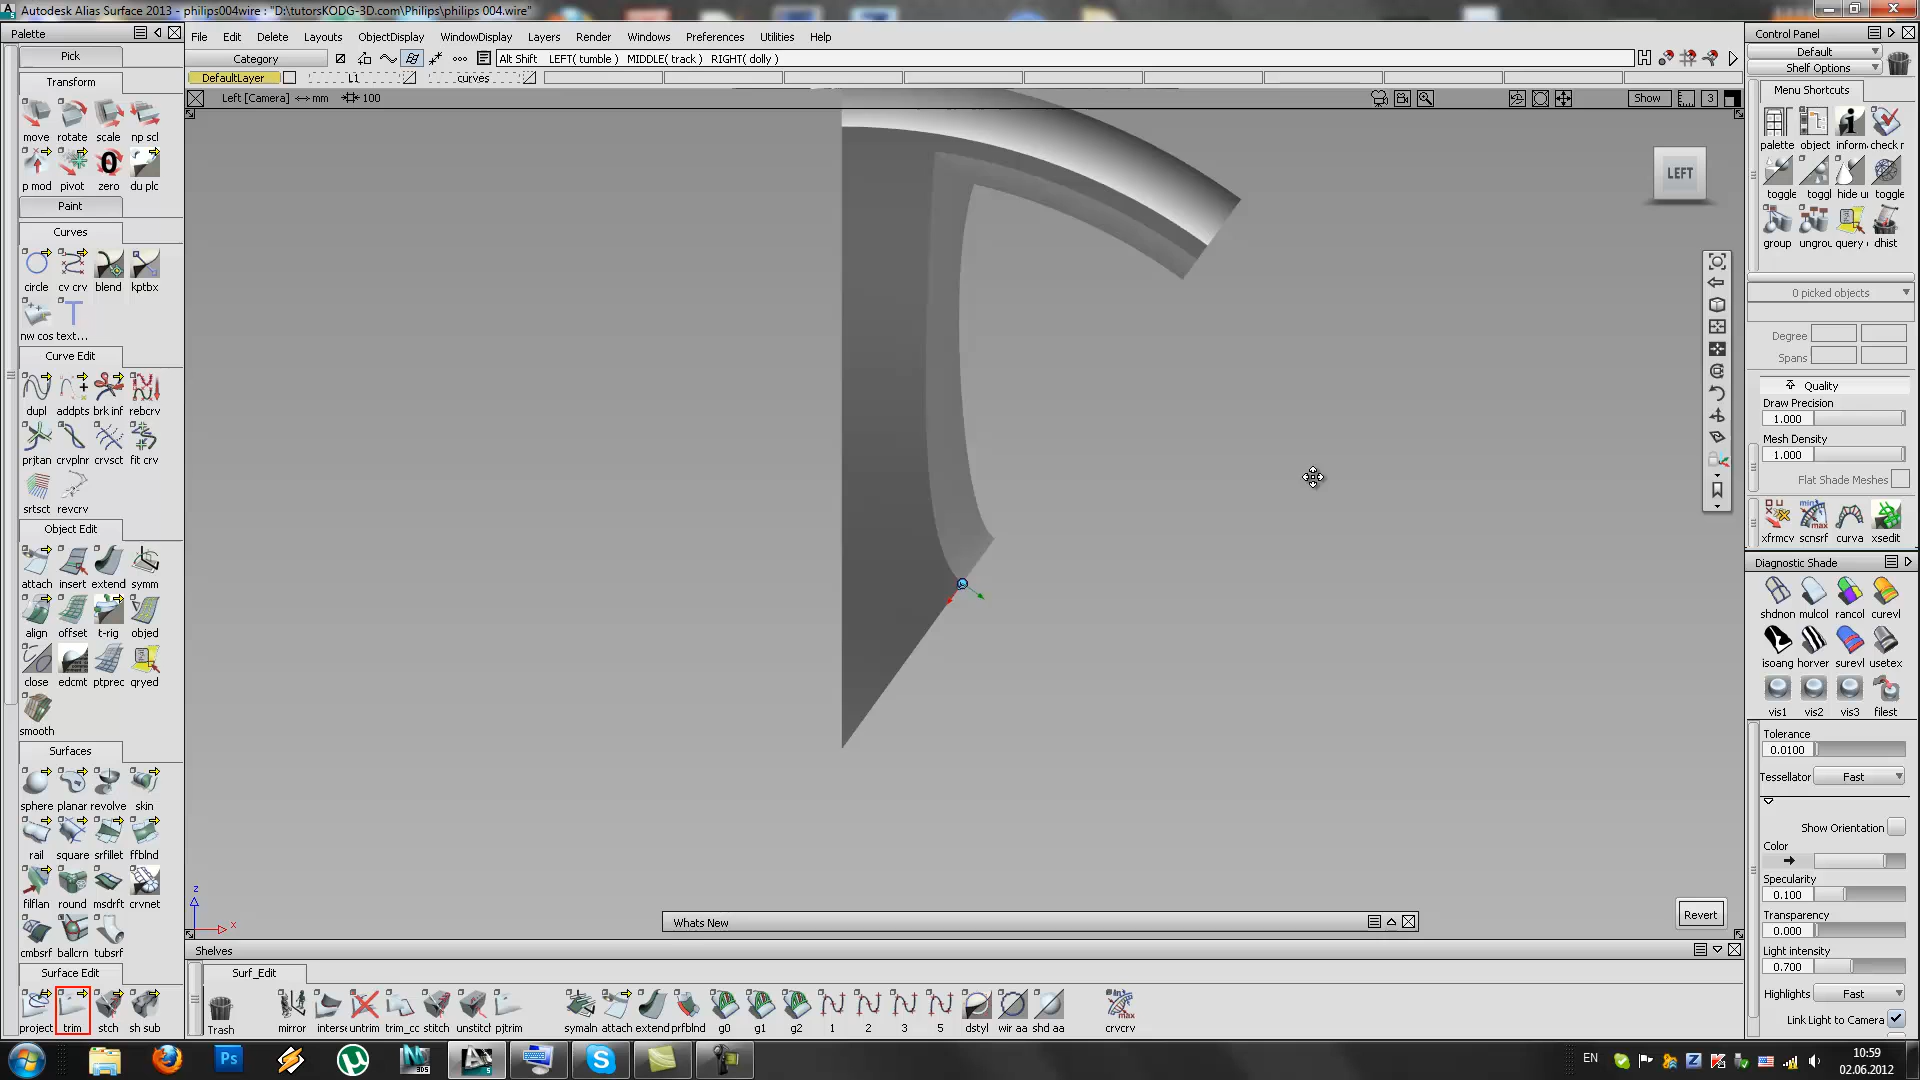 Autodesk Alias Surface 2013 - philips004wire : "D:\tutorsKODG-3D.com\Philips\philips 004.wire"
Palette
File Edit Delete Layouts ObjectDisplay WindowDisplay Layers Render Windows Preferences Utilities Help
Control Panel
Pick
Category
Alt Shift LEFT( tumble ) MIDDLE( track ) RIGHT( dolly )
Default
Shelf Options
Transform
DefaultLayer L1 curves
Menu Shortcuts
Left [Camera] <-> mm 100
Show 3
move rotate scale np scl
palette object inform check r
p mod pivot zero du plc
LEFT
toggle toggl hide u toggle
Paint
Curves
group ungrou query dhist
circle cv crv blend kptbx
0 picked objects
nw cos text...
Degree
Curve Edit
Spans
Quality
Draw Precision
dupl addpts brk inf rebcrv
1.000
Mesh Density
prjtan crvplnr crvsct fit crv
1.000
Flat Shade Meshes
srtsct revcrv
Object Edit
xfrmcv scnsrf curva xsedit
Diagnostic Shade
attach insert extend symm
shdnon mulcol rancol curevl
align offset t-rig objed
isoang horver surevl usetex
close edcmt ptprec qryed
vis1 vis2 vis3 filest
smooth
Tolerance
Surfaces
0.0100
Tessellator Fast
sphere planar revolve skin
Show Orientation
Color
rail square srfillet ffblnd
Specularity
0.100
filflan round msdrft crvnet
Transparency
Z
Whats New
Revert
X
0.000
cmbsrf ballcrn tubsrf
Shelves
Light intensity
0.700
Surface Edit
Surf_Edit
Highlights Fast
project trim stch sh sub
Trash mirror interse untrim trim_cc stitch unstitcl pjtrim symaln attach extend prfblnd g0 g1 g2 1 2 3 5 dstyl wir aa shd aa crvcrv
Link Light to Camera
Ps
EN
10:59
02.06.2012